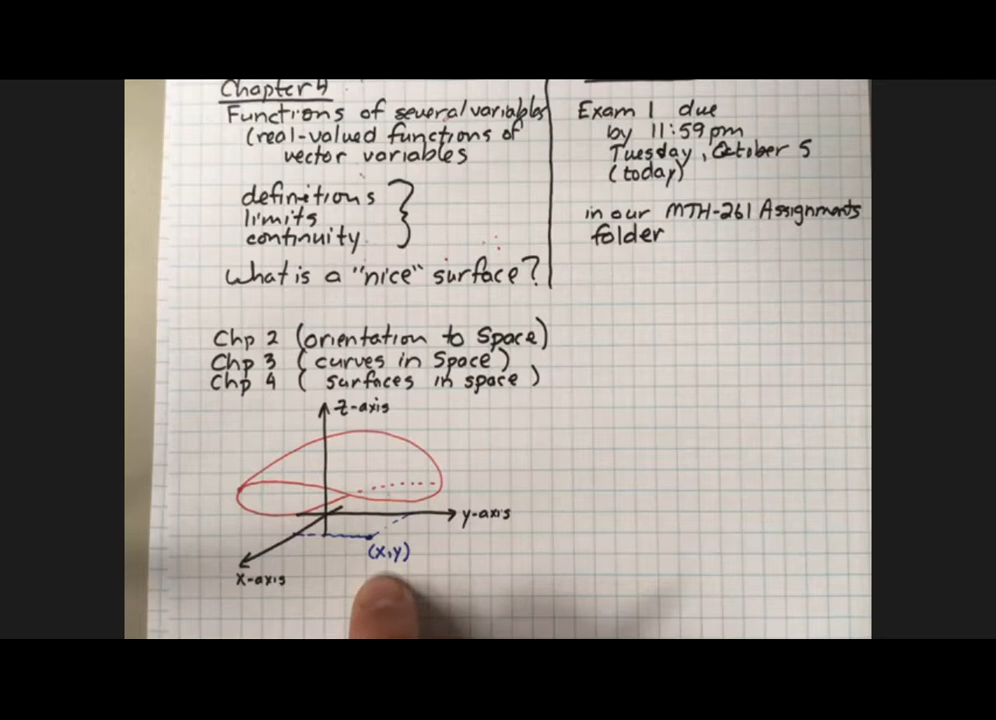 Chapter 4
Functions of several variables
(real-valued functions of
vector variables
definitions
limits
continuity
What is a "nice" surface?
Exam 1 due
by 11:59pm
Tuesday, October 5
(today)
in our MTH-261 Assignments
folder
Chp 2 (orientation to Space)
Chp 3 (curves in Space)
Chp 4 (surfaces in space)
z-axis
y-axis
(x,y)
x-axis